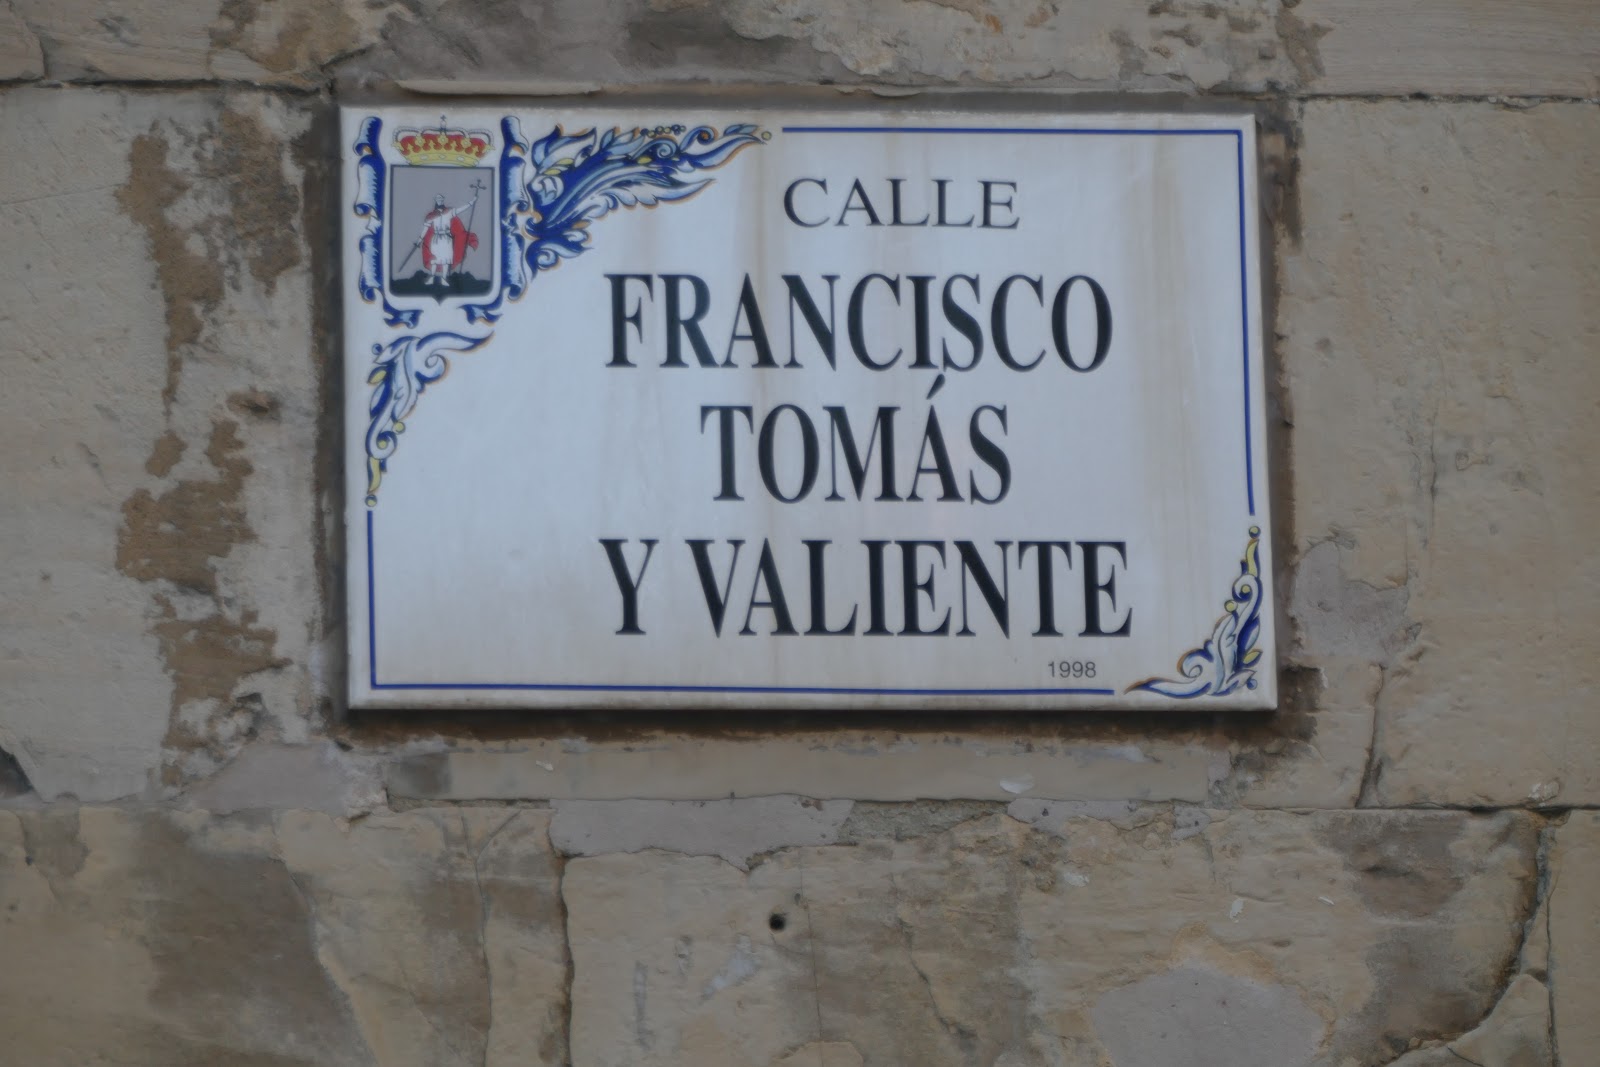 CALLE
FRANCISCO
TOMÁS
Y VALIENTE
1998